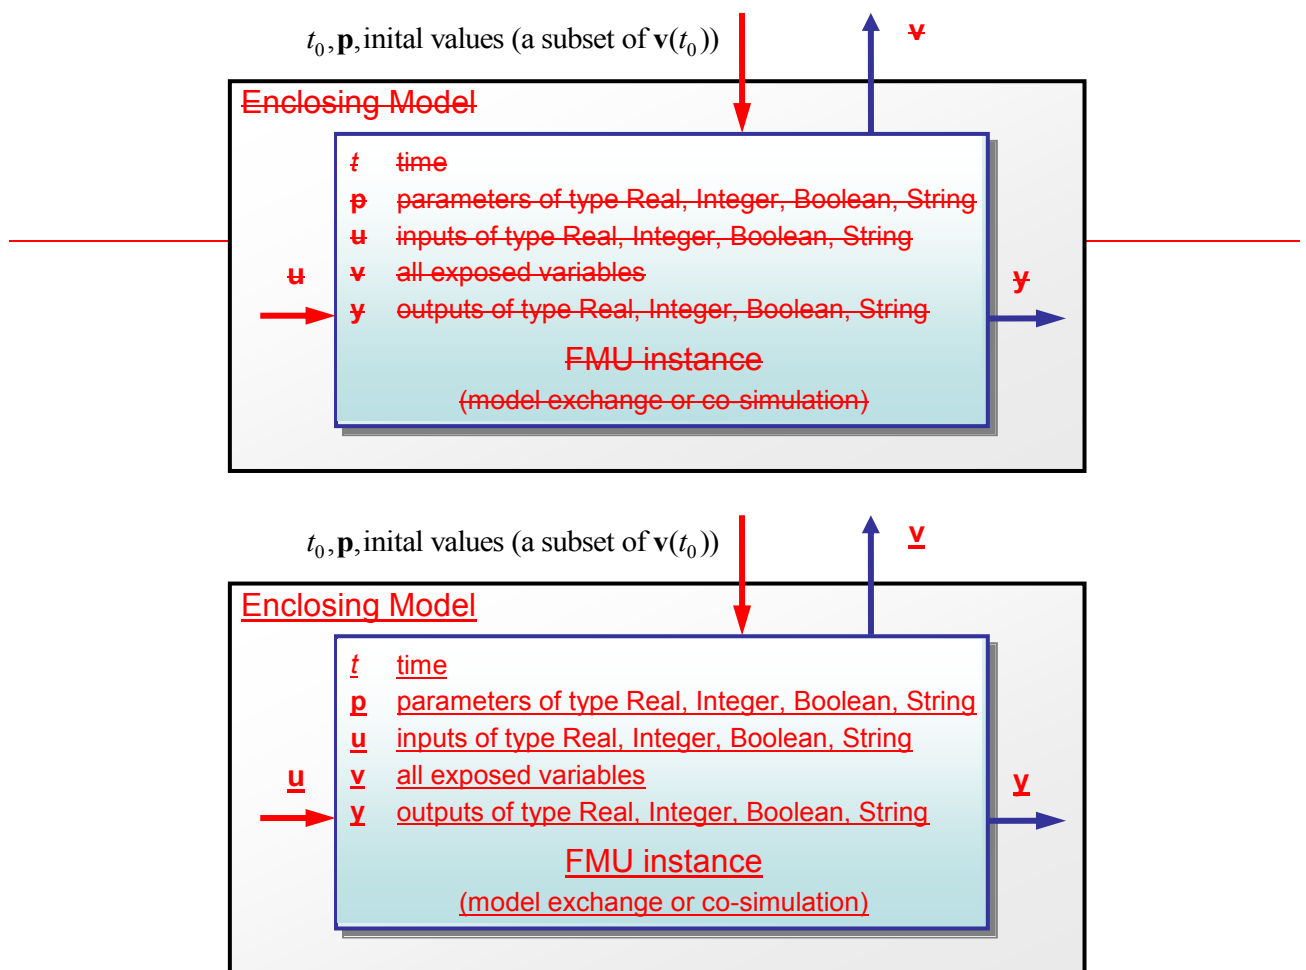 t0, p, inital values (a subset of v(t0))
v
Enclosing Model
t time
p parameters of type Real, Integer, Boolean, String
u inputs of type Real, Integer, Boolean, String
v all exposed variables
u
y
y outputs of type Real, Integer, Boolean, String
FMU instance
(model exchange or co-simulation)
t0, p, inital values (a subset of v(t0))
v
Enclosing Model
t time
p parameters of type Real, Integer, Boolean, String
u inputs of type Real, Integer, Boolean, String
v all exposed variables
u
y
y outputs of type Real, Integer, Boolean, String
FMU instance
(model exchange or co-simulation)